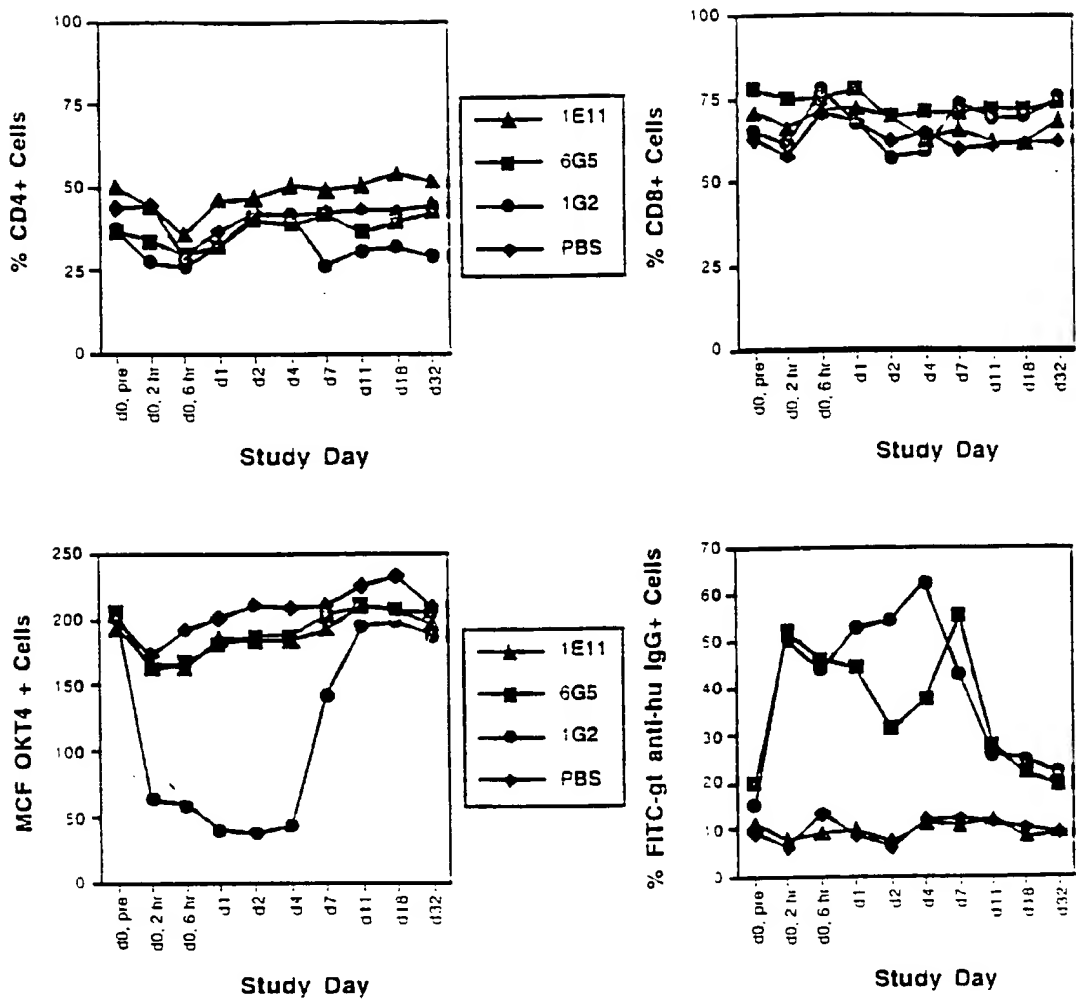 % CD4+ Cells
100
75
50
25
0
d0, pre
d0, 2 hr
d0, 6 hr
d1
d2
d4
d7
d11
d18
d32
Study Day
1E11
6G5
1G2
PBS
% CD8+ Cells
100
75
50
25
0
d0, pre
d0, 2 hr
d0, 6 hr
d1
d2
d4
d7
d11
d18
d32
Study Day
MCF OKT4 + Cells
250
200
150
100
50
0
d0, pre
d0, 2 hr
d0, 6 hr
d1
d2
d4
d7
d11
d18
d32
Study Day
1E11
6G5
1G2
PBS
% FITC-gt anti-hu IgG+ Cells
70
60
50
40
30
20
10
0
d0, pre
d0, 2 hr
d0, 6 hr
d1
d2
d4
d7
d11
d18
d32
Study Day